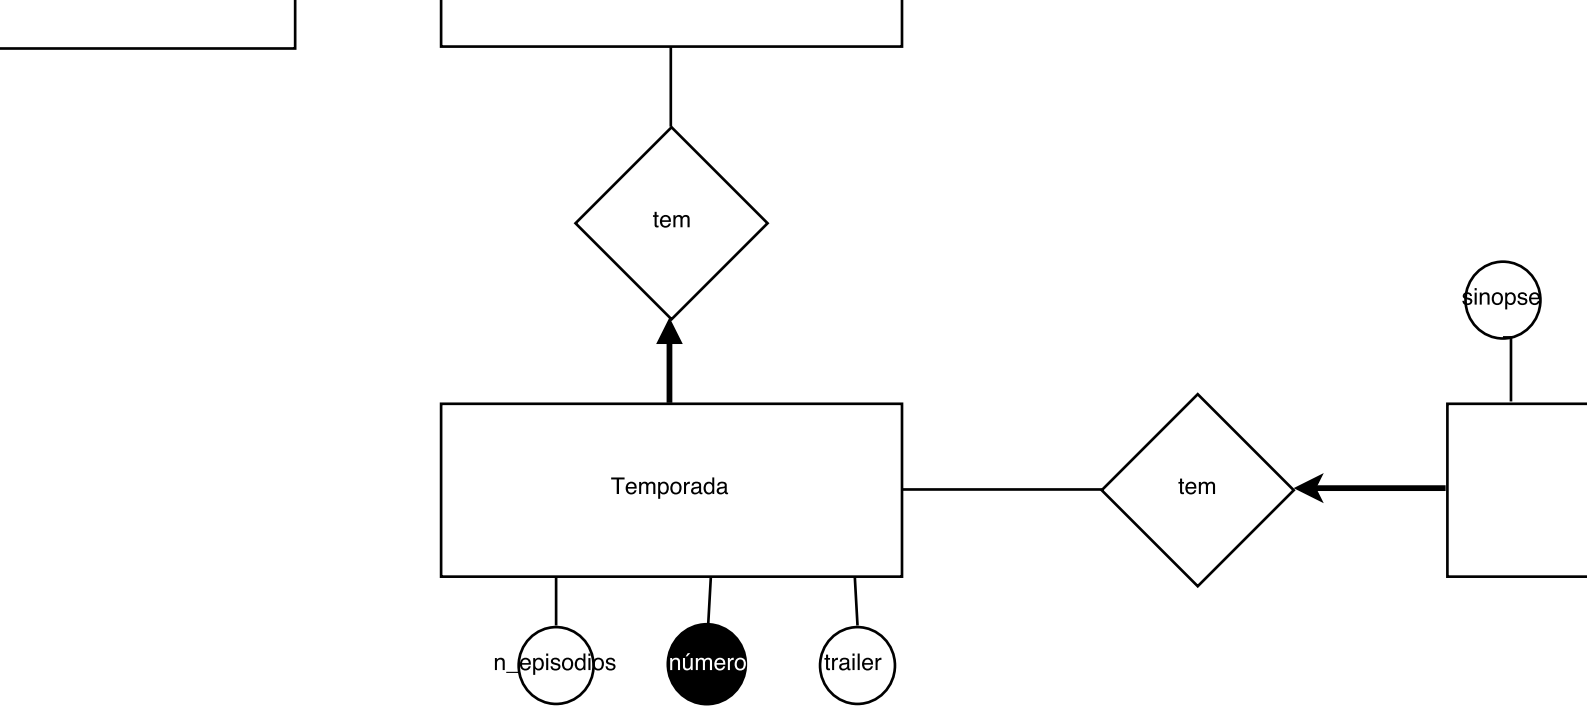 tem
sinopse
Temporada
tem
n_episodios
número
trailer